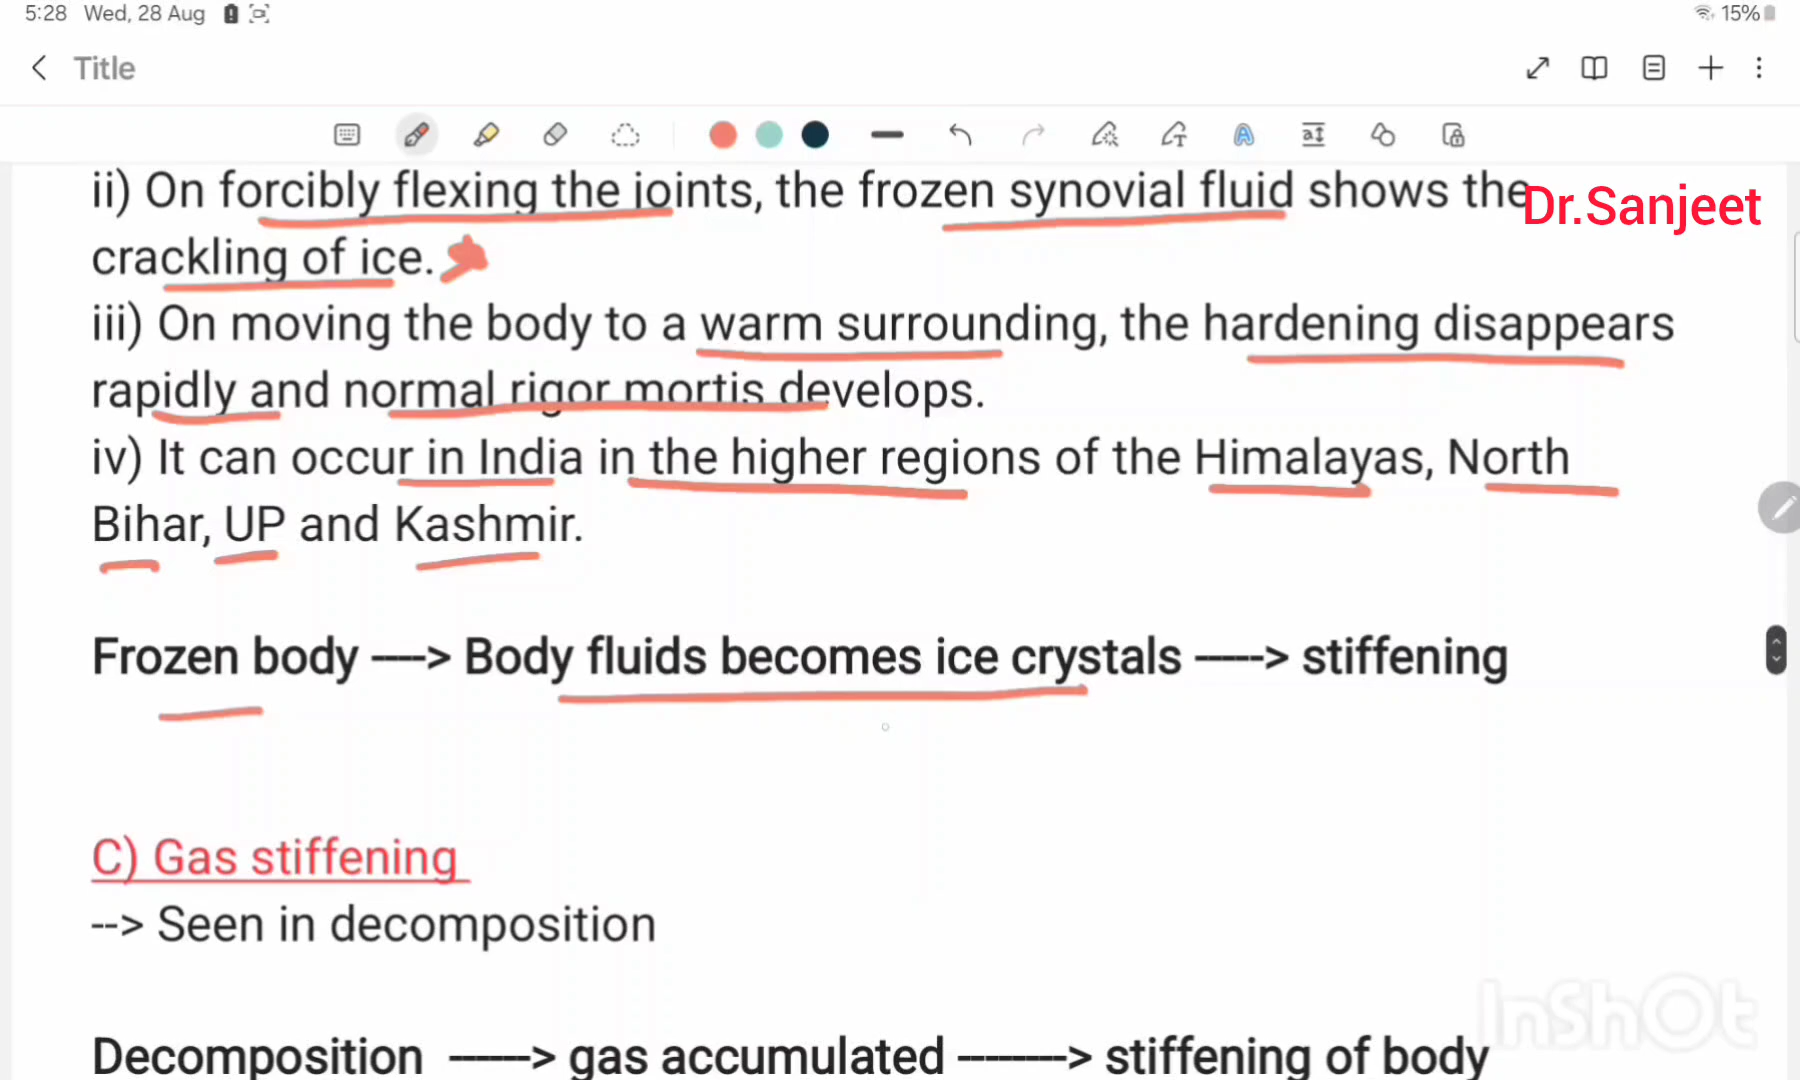 5:28 Wed, 28 Aug 15%
Title
ii) On forcibly flexing the joints, the frozen synovial fluid shows the
Dr.Sanjeet
crackling of ice.
iii) On moving the body to a warm surrounding, the hardening disappears
rapidly and normal rigor mortis develops.
iv) It can occur in India in the higher regions of the Himalayas, North
Bihar, UP and Kashmir.
Frozen body ----> Body fluids becomes ice crystals -----> stiffening
C) Gas stiffening
--> Seen in decomposition
InShOt
Decomposition ------> gas accumulated --------> stiffening of body